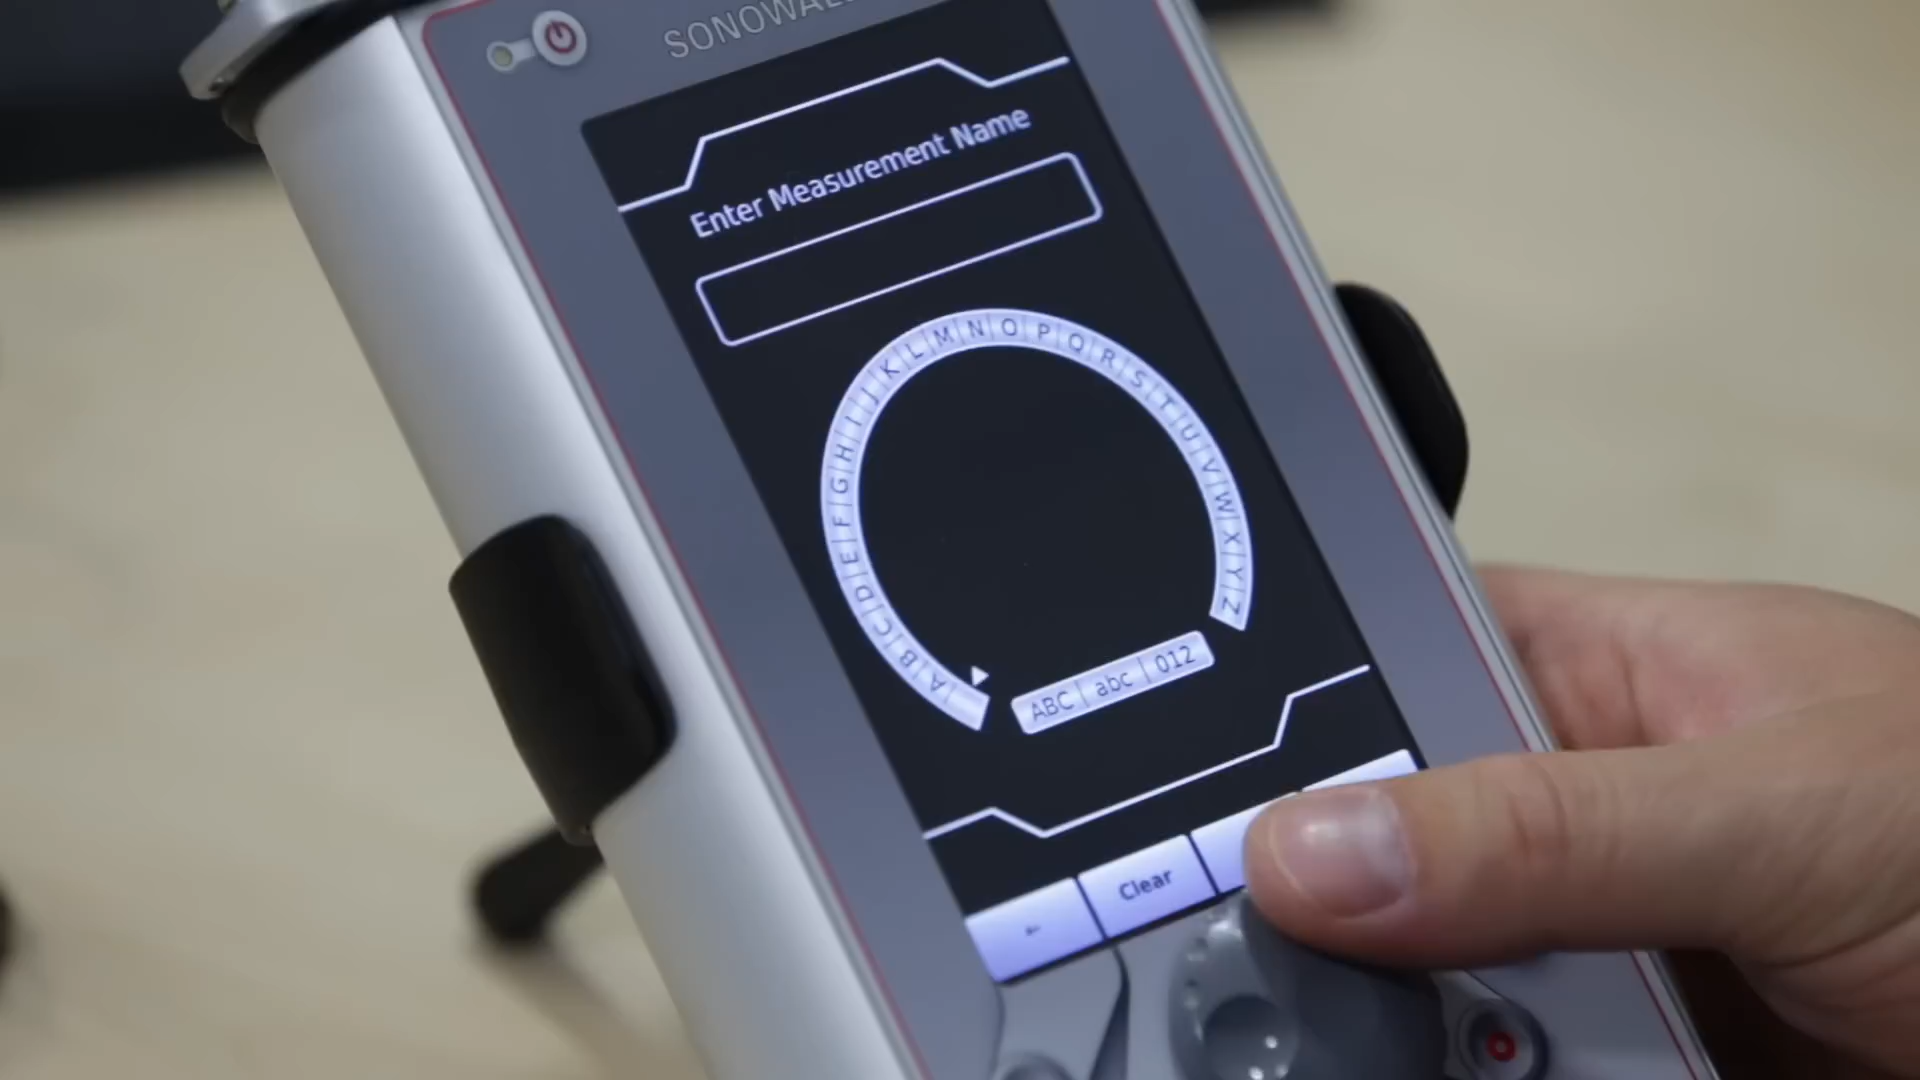 SONOWAL
Enter Measurement Name
A B C D E F G H I J K L M N O P Q R S T U V W X Y Z
ABC abc 012
← Clear